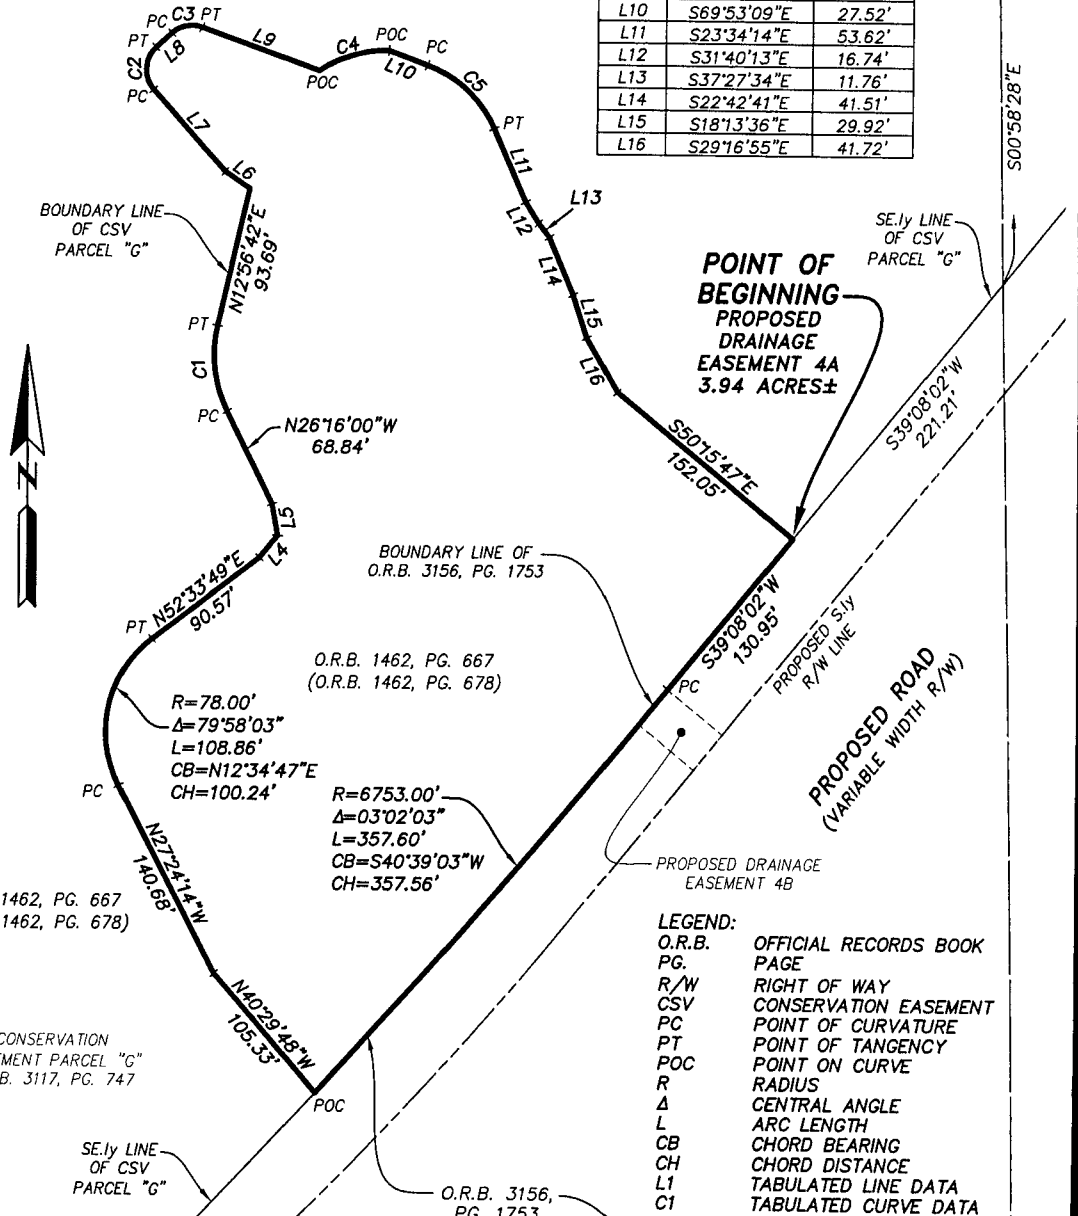 L10 S69°53'09"E 27.52'
L11 S23°34'14"E 53.62'
L12 S31°40'13"E 16.74'
L13 S37°27'34"E 11.76'
L14 S22°42'41"E 41.51'
L15 S18°13'36"E 29.92'
L16 S29°16'55"E 41.72'
S00°58'28"E
PC
C3
PT
L8
PT
C2
PC
L9
POC
C4
POC
L10
PC
C5
PT
L7
L6
L11
L12
L13
L14
L15
L16
BOUNDARY LINE
OF CSV
PARCEL "G"
N12°56'42"E
93.69'
PT
C1
PC
N26°16'00"W
68.84'
L5
L4
N
SE.ly LINE
OF CSV
PARCEL "G"
POINT OF
BEGINNING
PROPOSED
DRAINAGE
EASEMENT 4A
3.94 ACRES±
S39°08'02"W
221.21'
S50°15'47"E
152.05'
BOUNDARY LINE OF
O.R.B. 3156, PG. 1753
N52°33'49"E
90.57'
PT
S39°08'02"W
130.95'
PC
PROPOSED S.ly
R/W LINE
PROPOSED ROAD
(VARIABLE WIDTH R/W)
O.R.B. 1462, PG. 667
(O.R.B. 1462, PG. 678)
R=78.00'
Δ=79°58'03"
L=108.86'
CB=N12°34'47"E
CH=100.24'
PC
R=6753.00'
Δ=03°02'03"
L=357.60'
CB=S40°39'03"W
CH=357.56'
N27°24'14"W
140.68'
PROPOSED DRAINAGE
EASEMENT 4B
1462, PG. 667
1462, PG. 678)
N40°29'48"W
105.33'
POC
CONSERVATION
MENT PARCEL "G"
B. 3117, PG. 747
SE.ly LINE
OF CSV
PARCEL "G"
O.R.B. 3156,
PG. 1753
LEGEND:
O.R.B. OFFICIAL RECORDS BOOK
PG. PAGE
R/W RIGHT OF WAY
CSV CONSERVATION EASEMENT
PC POINT OF CURVATURE
PT POINT OF TANGENCY
POC POINT ON CURVE
R RADIUS
Δ CENTRAL ANGLE
L ARC LENGTH
CB CHORD BEARING
CH CHORD DISTANCE
L1 TABULATED LINE DATA
C1 TABULATED CURVE DATA